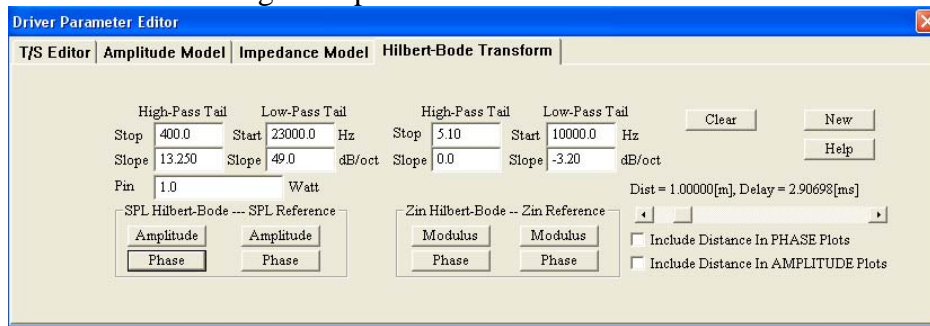 Driver Parameter Editor
T/S Editor Amplitude Model Impedance Model Hilbert-Bode Transform
High-Pass Tail Low-Pass Tail High-Pass Tail Low-Pass Tail Clear New
Stop 400.0 Start 23000.0 Hz Stop 5.10 Start 10000.0 Hz
Help
Slope 13.250 Slope 49.0 dB/oct Slope 0.0 Slope -3.20 dB/oct
Pin 1.0 Watt
Dist = 1.00000[m], Delay = 2.90698[ms]
SPL Hilbert-Bode --- SPL Reference Zin Hilbert-Bode -- Zin Reference
Amplitude Amplitude Modulus Modulus Include Distance In PHASE Plots
Phase Phase Phase Phase Include Distance In AMPLITUDE Plots